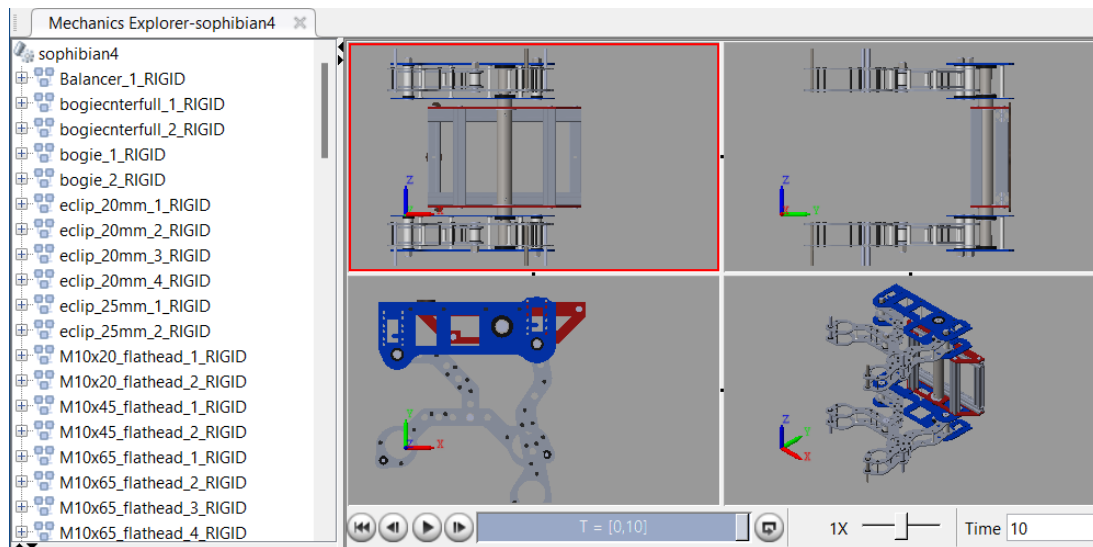 Mechanics Explorer-sophibian4
sophibian4
Balancer_1_RIGID
bogiecnterfull_1_RIGID
bogiecnterfull_2_RIGID
bogie_1_RIGID
bogie_2_RIGID
eclip_20mm_1_RIGID
eclip_20mm_2_RIGID
eclip_20mm_3_RIGID
eclip_20mm_4_RIGID
eclip_25mm_1_RIGID
eclip_25mm_2_RIGID
M10x20_flathead_1_RIGID
M10x20_flathead_2_RIGID
M10x45_flathead_1_RIGID
M10x45_flathead_2_RIGID
M10x65_flathead_1_RIGID
M10x65_flathead_2_RIGID
M10x65_flathead_3_RIGID
M10x65_flathead_4_RIGID
Z
X
Z
X Y
Y
Z X
Z
Y
X
T = [0,10]
1X
Time 10